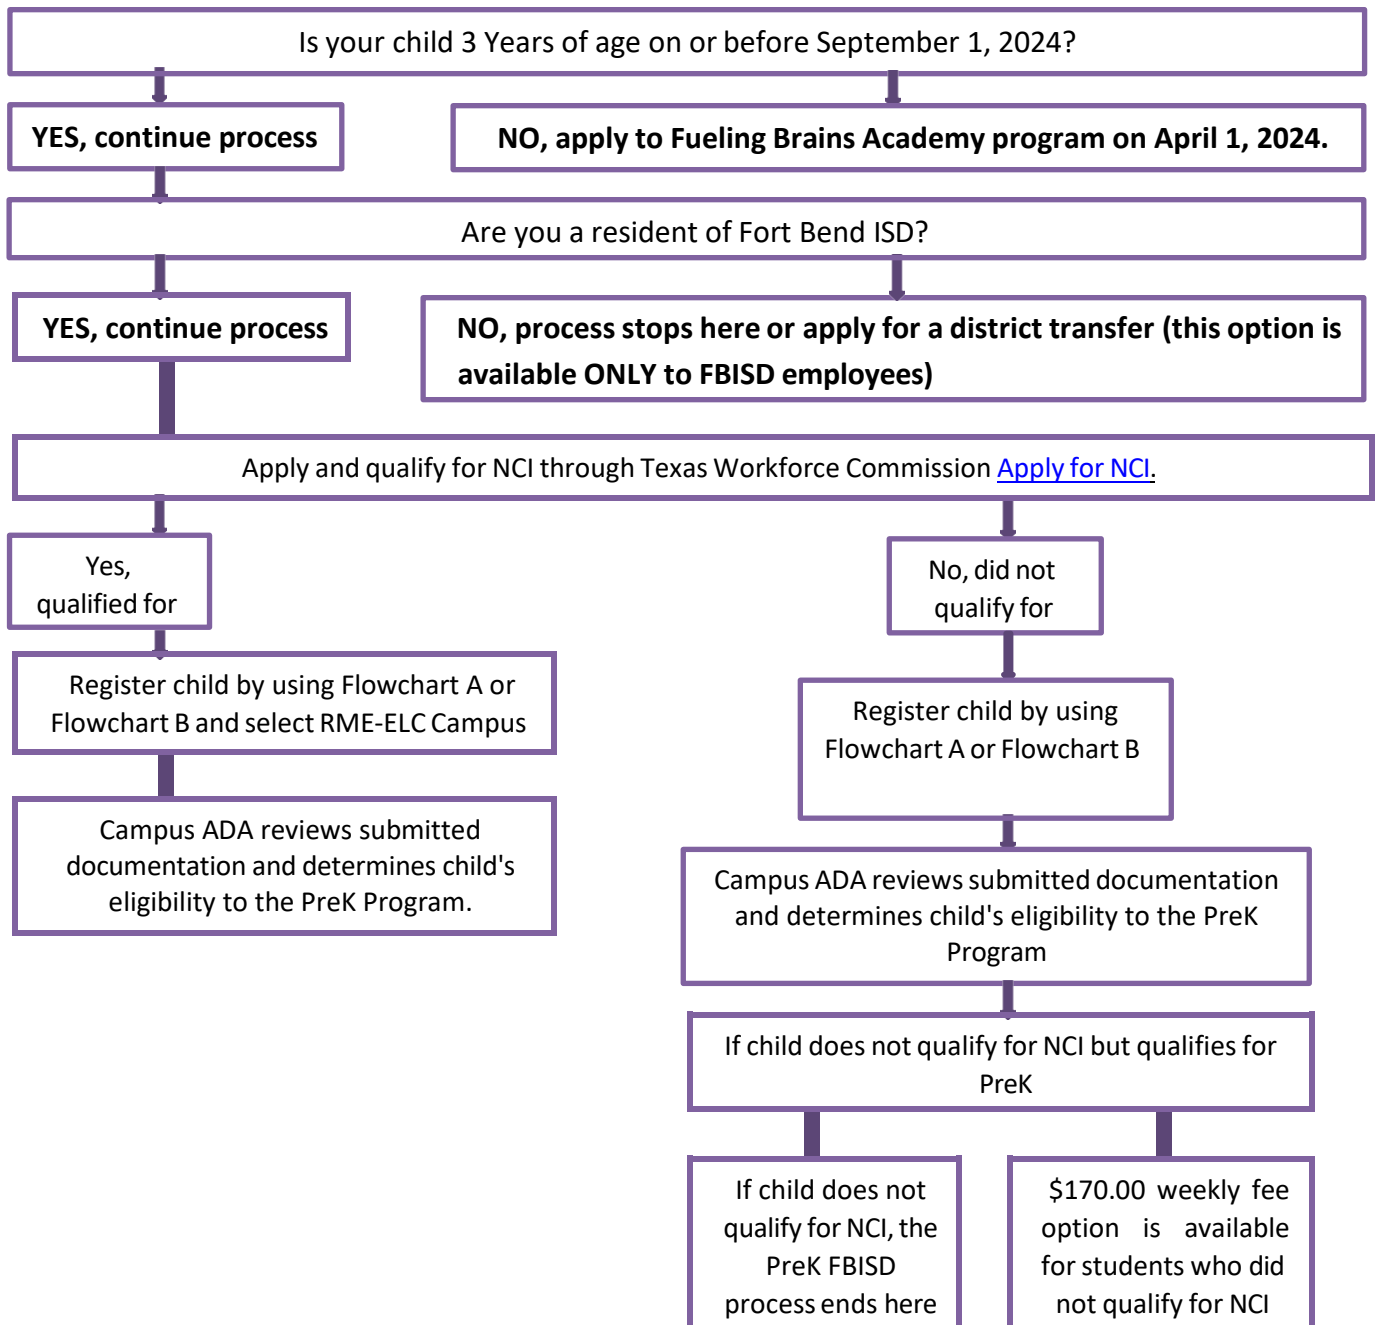 Is your child 3 Years of age on or before September 1, 2024?
YES, continue process
NO, apply to Fueling Brains Academy program on April 1, 2024.
Are you a resident of Fort Bend ISD?
YES, continue process
NO, process stops here or apply for a district transfer (this option is
available ONLY to FBISD employees)
Apply and qualify for NCI through Texas Workforce Commission Apply for NCI.
Yes,
qualified for
Register child by using Flowchart A or
Flowchart B and select RME-ELC Campus
Campus ADA reviews submitted
documentation and determines child's
eligibility to the PreK Program.
No, did not
qualify for
Register child by using
Flowchart A or Flowchart B
Campus ADA reviews submitted documentation
and determines child's eligibility to the PreK
Program
If child does not qualify for NCI but qualifies for
PreK
If child does not
qualify for NCI, the
PreK FBISD
process ends here
$170.00 weekly fee
option is available
for students who did
not qualify for NCI